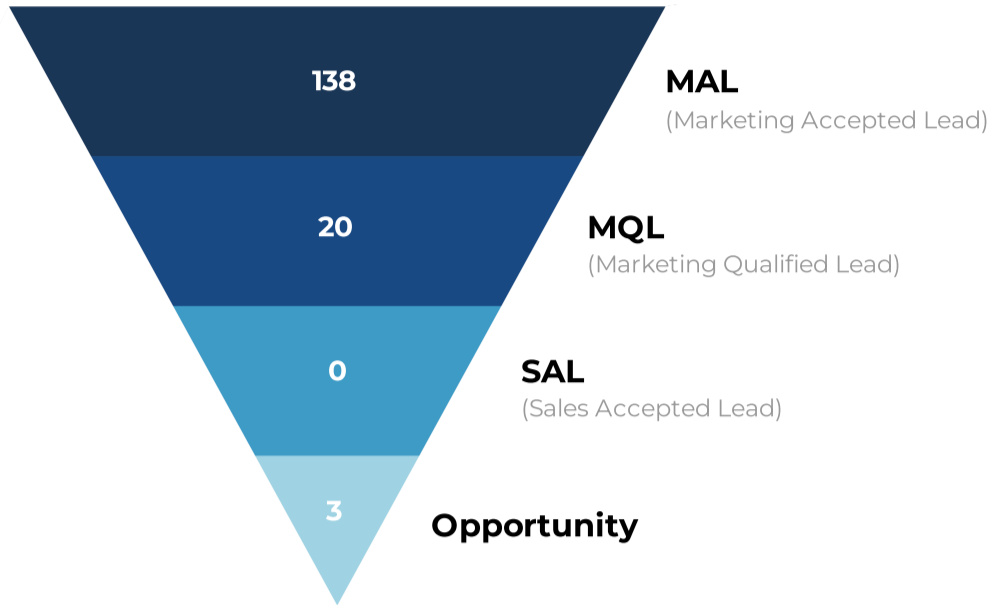 138
MAL
(Marketing Accepted Lead)
20
MQL
(Marketing Qualified Lead)
0
SAL
(Sales Accepted Lead)
3
Opportunity